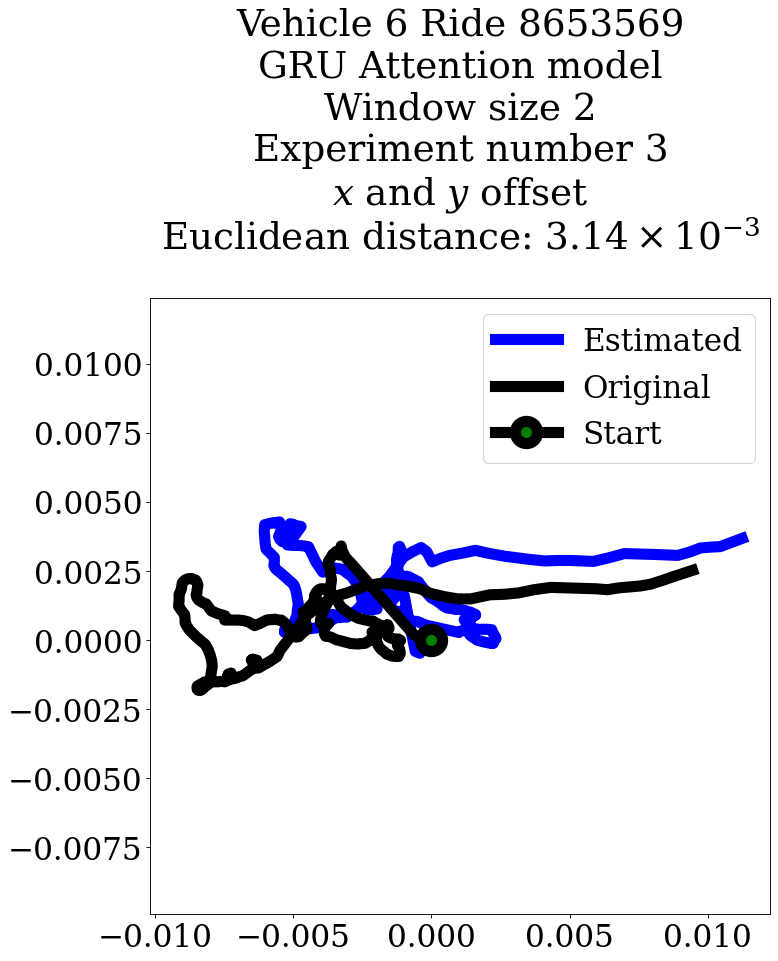 Vehicle 6 Ride 8653569
GRU Attention model
Window size 2
Experiment number 3
x and y offset
Euclidean distance: 3.14 × 10⁻³
Estimated
Original
Start
0.0100
0.0075
0.0050
0.0025
0.0000
−0.0025
−0.0050
−0.0075
−0.010 −0.005 0.000 0.005 0.010